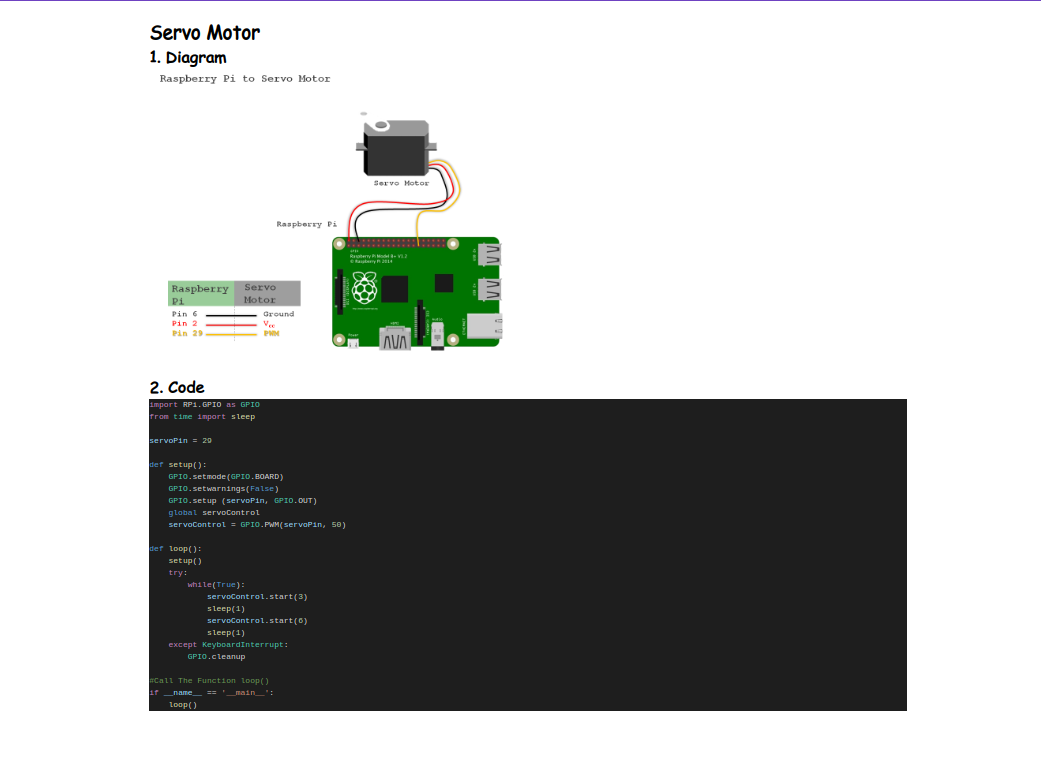 Servo Motor
1. Diagram
Raspberry Pi to Servo Motor
Servo Motor
Raspberry Pi
Raspberry Pi Model B+ V1.2
© Raspberry Pi 2014
Raspberry Pi
Servo Motor
Pin 6 Ground
Pin 2 Vcc
Pin 29 PWM
2. Code
import RPi.GPIO as GPIO
from time import sleep
servoPin = 29
def setup():
    GPIO.setmode(GPIO.BOARD)
    GPIO.setwarnings(False)
    GPIO.setup (servoPin, GPIO.OUT)
    global servoControl
    servoControl = GPIO.PWM(servoPin, 50)
def loop():
    setup()
    try:
        while(True):
            servoControl.start(3)
            sleep(1)
            servoControl.start(6)
            sleep(1)
    except KeyboardInterrupt:
        GPIO.cleanup
#Call The Function loop()
if __name__ == '__main__':
    loop()